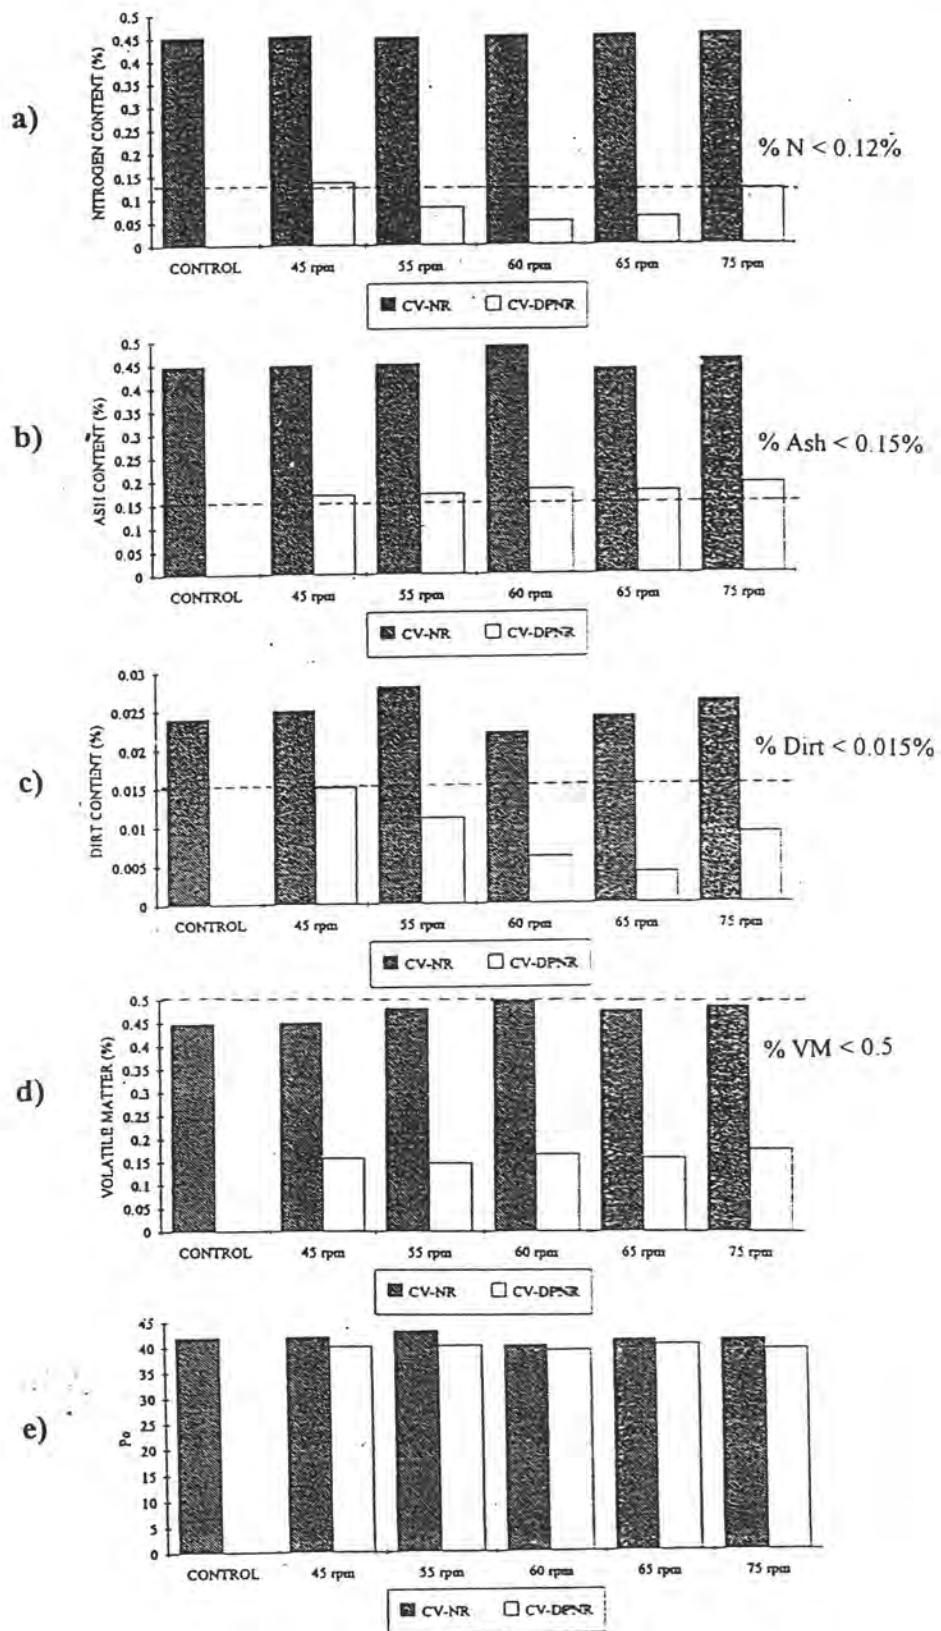 a)
NITROGEN CONTENT (%)
0.5
0.45
0.4
0.35
0.3
0.25
0.2
0.15
0.1
0.05
0
% N < 0.12%
CONTROL 45 rpm 55 rpm 60 rpm 65 rpm 75 rpm
CV-NR CV-DPNR
b)
ASH CONTENT (%)
0.5
0.45
0.4
0.35
0.3
0.25
0.2
0.15
0.1
0.05
0
% Ash < 0.15%
CONTROL 45 rpm 55 rpm 60 rpm 65 rpm 75 rpm
CV-NR CV-DPNR
c)
DIRT CONTENT (%)
0.03
0.025
0.02
0.015
0.01
0.005
0
% Dirt < 0.015%
CONTROL 45 rpm 55 rpm 60 rpm 65 rpm 75 rpm
CV-NR CV-DPNR
d)
VOLATILE MATTER (%)
0.5
0.45
0.4
0.35
0.3
0.25
0.2
0.15
0.1
0.05
0
% VM < 0.5
CONTROL 45 rpm 55 rpm 60 rpm 65 rpm 75 rpm
CV-NR CV-DPNR
e)
Po
45
40
35
30
25
20
15
10
5
0
CONTROL 45 rpm 55 rpm 60 rpm 65 rpm 75 rpm
CV-NR CV-DPNR